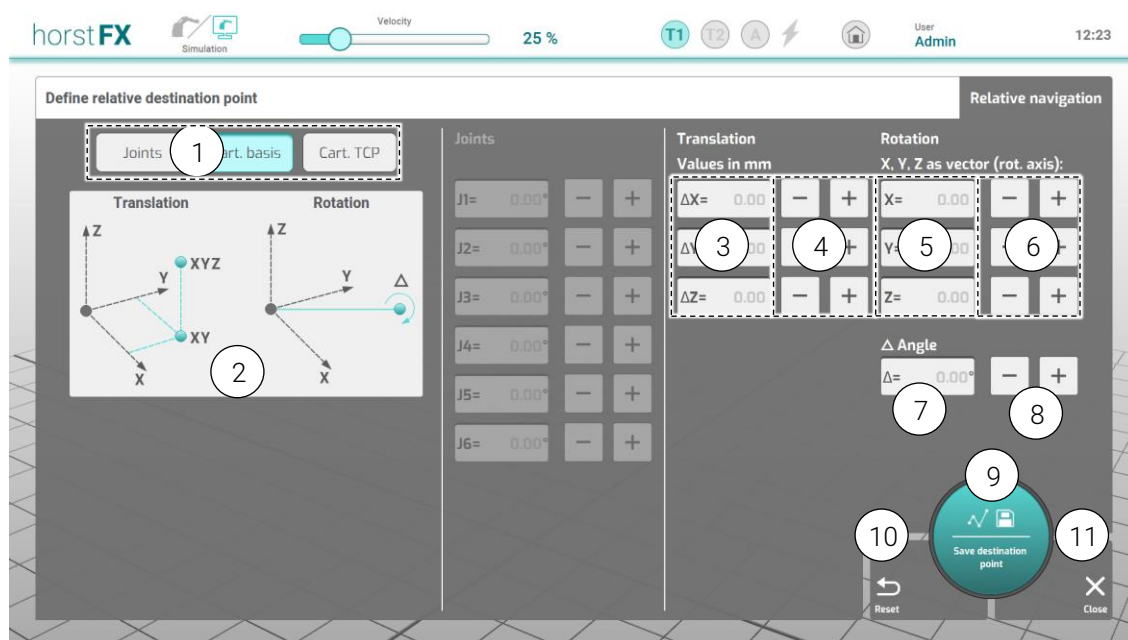 horstFX
Simulation
Velocity
25 %
T1
T2
A
User
Admin
12:23
Define relative destination point
Relative navigation
Joints
1
art. basis
Cart. TCP
Translation
Rotation
Z
Y
XYZ
XY
X
Z
Y
Δ
X
2
Joints
J1= 0.00° − +
J2= 0.00° − +
J3= 0.00° − +
J4= 0.00° − +
J5= 0.00° − +
J6= 0.00° − +
Translation
Values in mm
ΔX= 0.00 − +
3
4
ΔZ= 0.00 − +
Rotation
X, Y, Z as vector (rot. axis):
X= 0.00 − +
5
6
Z= 0.00 − +
Δ Angle
Δ= 0.00° − +
7
8
9
Save destination
point
10
Reset
11
Close